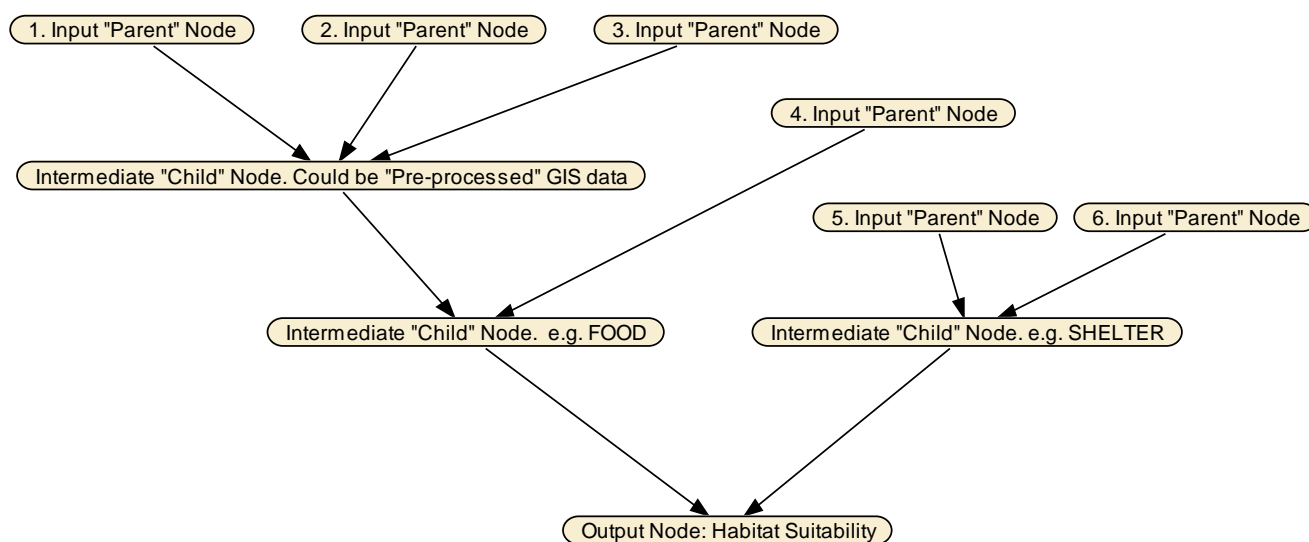 1. Input "Parent" Node
2. Input "Parent" Node
3. Input "Parent" Node
4. Input "Parent" Node
Intermediate "Child" Node. Could be "Pre-processed" GIS data
5. Input "Parent" Node
6. Input "Parent" Node
Intermediate "Child" Node.  e.g. FOOD
Intermediate "Child" Node. e.g. SHELTER
Output Node: Habitat Suitability